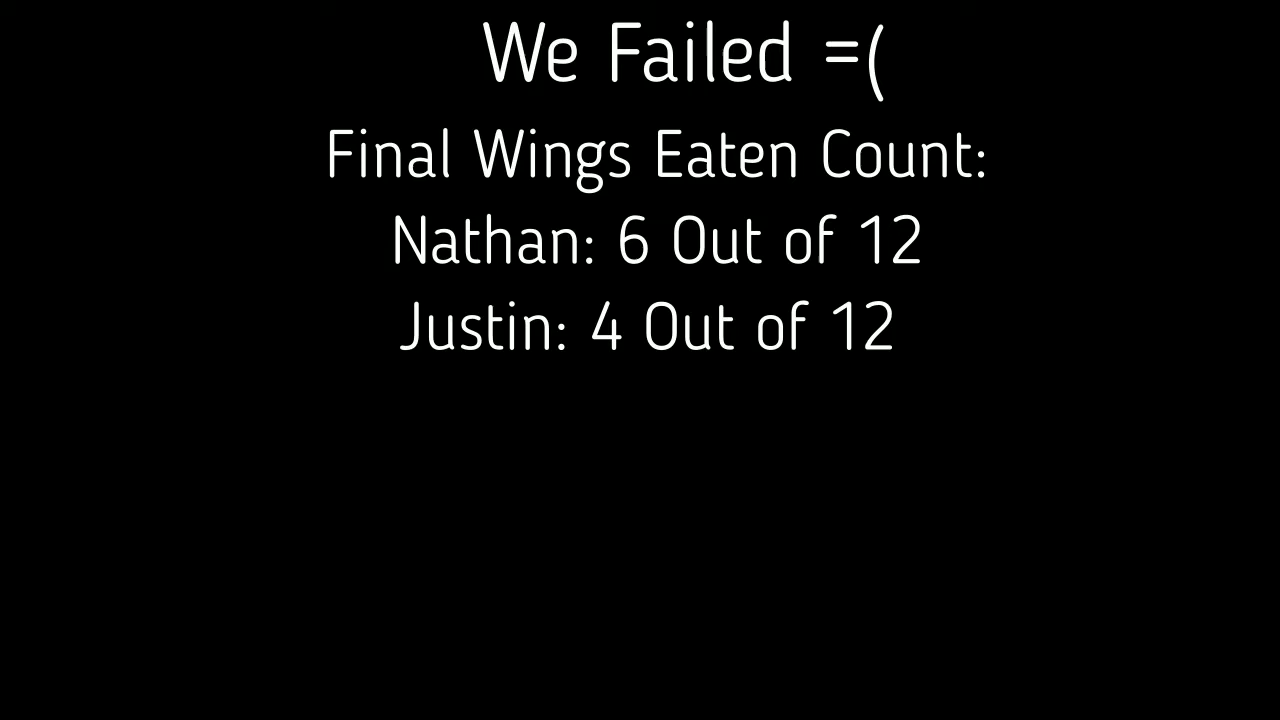 We Failed =(
Final Wings Eaten Count:
Nathan: 6 Out of 12
Justin: 4 Out of 12